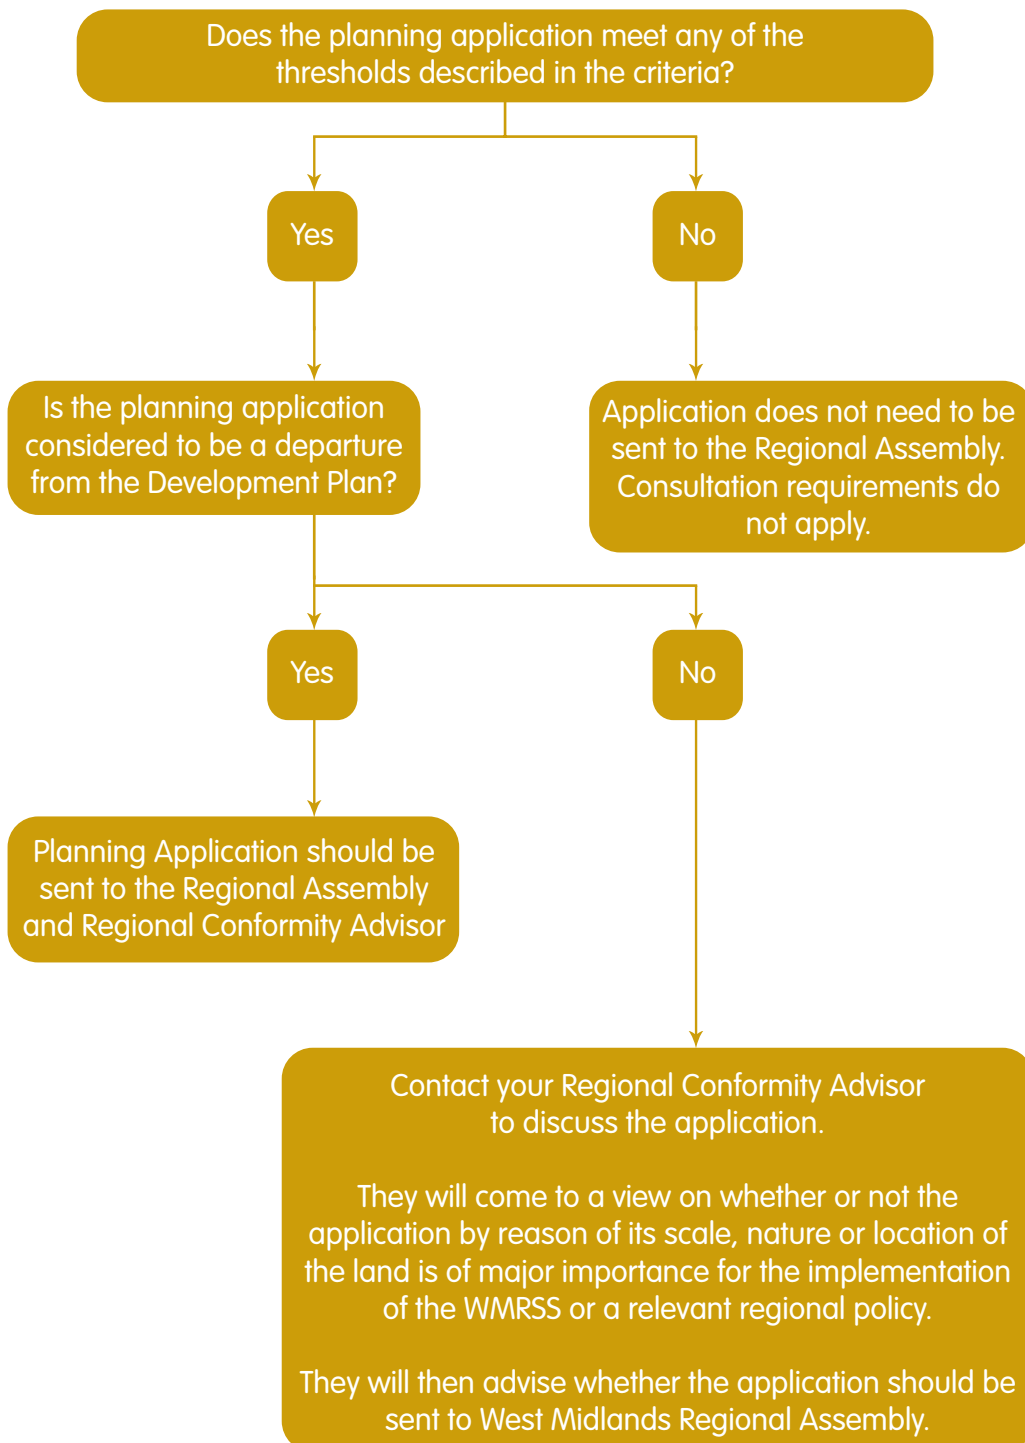 Does the planning application meet any of the
thresholds described in the criteria?
Yes
No
Is the planning application
considered to be a departure
from the Development Plan?
Application does not need to be
sent to the Regional Assembly.
Consultation requirements do
not apply.
Yes
No
Planning Application should be
sent to the Regional Assembly
and Regional Conformity Advisor
Contact your Regional Conformity Advisor
to discuss the application.
They will come to a view on whether or not the
application by reason of its scale, nature or location of
the land is of major importance for the implementation
of the WMRSS or a relevant regional policy.
They will then advise whether the application should be
sent to West Midlands Regional Assembly.